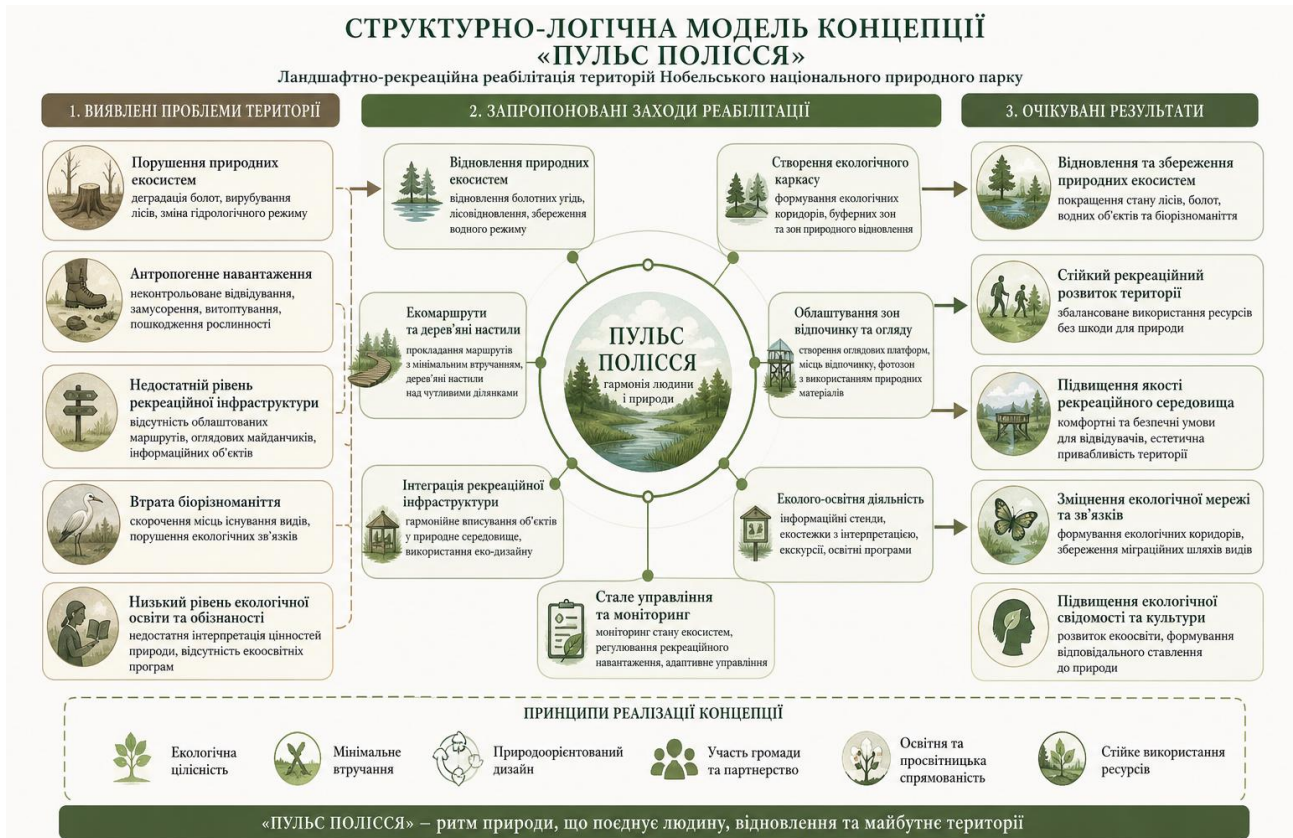 СТРУКТУРНО-ЛОГІЧНА МОДЕЛЬ КОНЦЕПЦІЇ
«ПУЛЬС ПОЛІССЯ»
Ландшафтно-рекреаційна реабілітація територій Нобельського національного природного парку
1. ВИЯВЛЕНІ ПРОБЛЕМИ ТЕРИТОРІЇ
Порушення природних
екосистем
деградація болот, вирубування
лісів, зміна гідрологічного режиму
Антропогенне навантаження
неконтрольоване відвідування,
замусорення, витоптування,
пошкодження рослинності
Недостатній рівень
рекреаційної інфраструктури
відсутність облаштованих
маршрутів, оглядових майданчиків,
інформаційних об'єктів
Втрата біорізноманіття
скорочення місць існування видів,
порушення екологічних зв'язків
Низький рівень екологічної
освіти та обізнаності
недостатня інтерпретація цінностей
природи, відсутність екоосвітніх
програм
2. ЗАПРОПОНОВАНІ ЗАХОДИ РЕАБІЛІТАЦІЇ
Відновлення природних
екосистем
відновлення болотних угідь,
лісовідновлення, збереження
водного режиму
Створення екологічного
каркасу
формування екологічних
коридорів, буферних зон
та зон природного відновлення
Екомаршрути
та дерев'яні настили
прокладання маршрутів
з мінімальним втручанням,
дерев'яні настили
над чутливими ділянками
ПУЛЬС
ПОЛІССЯ
гармонія людини
і природи
Облаштування зон
відпочинку та огляду
створення оглядових платформ,
місць відпочинку, фотозон
з використанням природних
матеріалів
Інтеграція рекреаційної
інфраструктури
гармонійне вписування об'єктів
у природне середовище,
використання еко-дизайну
Еколого-освітня діяльність
інформаційні стенди,
екостежки з інтерпретацією,
екскурсії, освітні програми
Стале управління
та моніторинг
моніторинг стану екосистем,
регулювання рекреаційного
навантаження, адаптивне управління
3. ОЧІКУВАНІ РЕЗУЛЬТАТИ
Відновлення та збереження
природних екосистем
покращення стану лісів, болот,
водних об'єктів та біорізноманіття
Стійкий рекреаційний
розвиток території
збалансоване використання ресурсів
без шкоди для природи
Підвищення якості
рекреаційного середовища
комфортні та безпечні умови
для відвідувачів, естетична
привабливість території
Зміцнення екологічної мережі
та зв'язків
формування екологічних коридорів,
збереження міграційних шляхів видів
Підвищення екологічної
свідомості та культури
розвиток екоосвіти, формування
відповідального ставлення
до природи
ПРИНЦИПИ РЕАЛІЗАЦІЇ КОНЦЕПЦІЇ
Екологічна
цілісність
Мінімальне
втручання
Природоорієнтований
дизайн
Участь громади
та партнерство
Освітня та
просвітницька
спрямованість
Стійке використання
ресурсів
«ПУЛЬС ПОЛІССЯ» – ритм природи, що поєднує людину, відновлення та майбутнє території